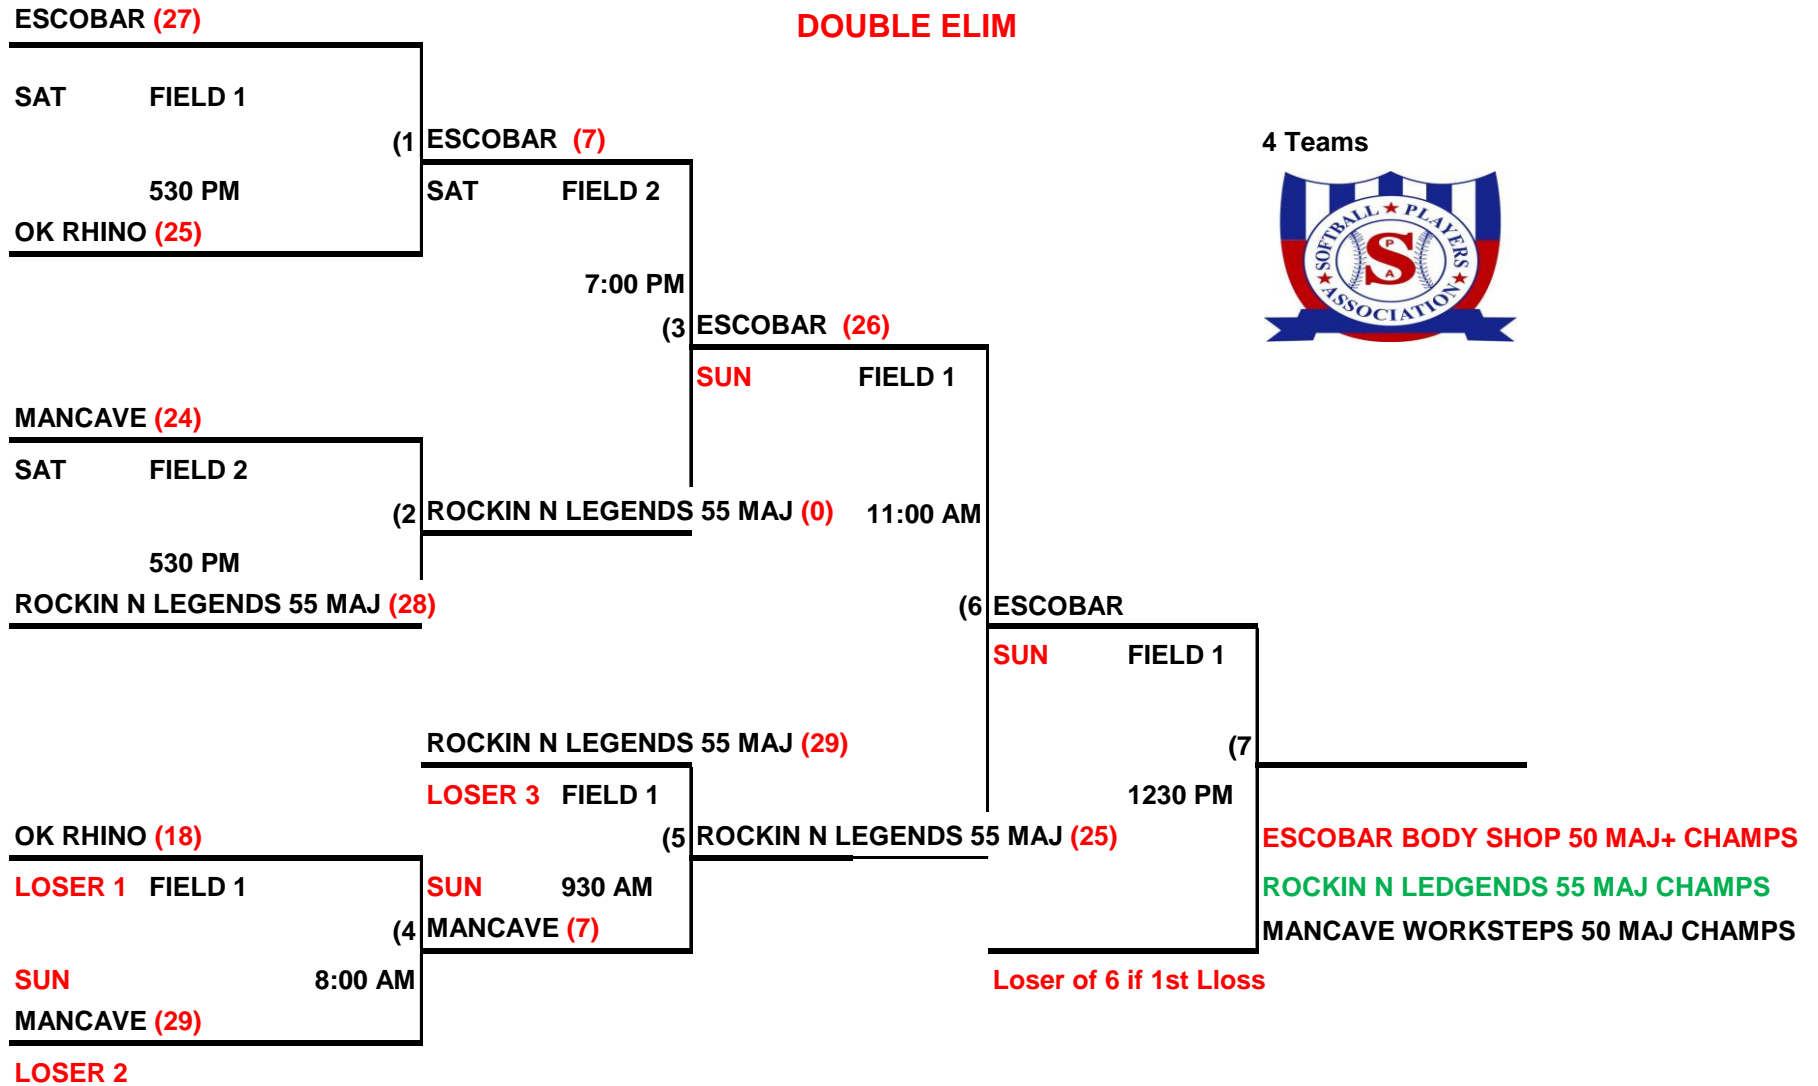 ESCOBAR (27)
DOUBLE ELIM
SAT FIELD 1
(1 ESCOBAR (7)
4 Teams
530 PM
SAT FIELD 2
OK RHINO (25)
SOFTBALL ★ PLAYERS
★ ASSOCIATION ★
P
S
A
7:00 PM
(3 ESCOBAR (26)
SUN FIELD 1
MANCAVE (24)
SAT FIELD 2
(2 ROCKIN N LEGENDS 55 MAJ (0) 11:00 AM
530 PM
ROCKIN N LEGENDS 55 MAJ (28)
(6 ESCOBAR
SUN FIELD 1
ROCKIN N LEGENDS 55 MAJ (29)
(7
LOSER 3 FIELD 1
1230 PM
OK RHINO (18)
(5 ROCKIN N LEGENDS 55 MAJ (25)
ESCOBAR BODY SHOP 50 MAJ+ CHAMPS
LOSER 1 FIELD 1
SUN 930 AM
ROCKIN N LEDGENDS 55 MAJ CHAMPS
(4 MANCAVE (7)
MANCAVE WORKSTEPS 50 MAJ CHAMPS
SUN 8:00 AM
Loser of 6 if 1st Lloss
MANCAVE (29)
LOSER 2